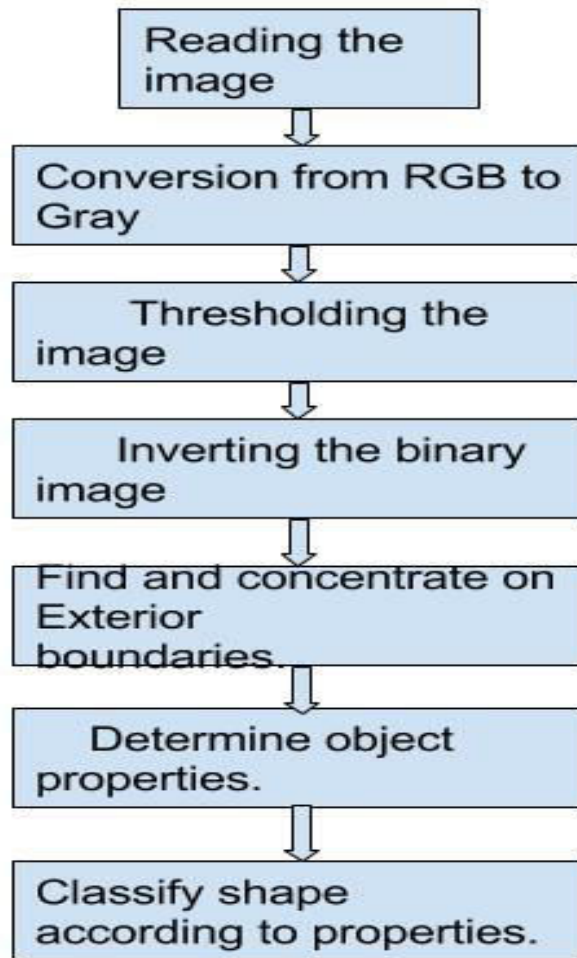 Reading the
image
Conversion from RGB to
Gray
Thresholding the
image
Inverting the binary
image
Find and concentrate on
Exterior
boundaries.
Determine object
properties.
Classify shape
according to properties.